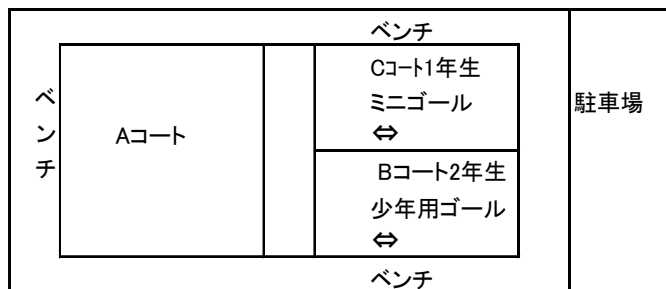 ベンチ
ベンチ
Aコート
Cコート1年生
ミニゴール
⇔
Bコート2年生
少年用ゴール
⇔
駐車場
ベンチ